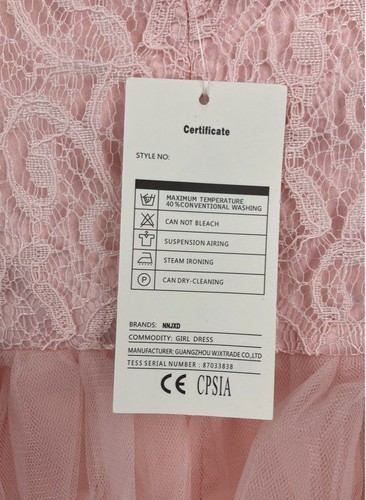 Certificate
STYLE NO:
MAXIMUM TEMPERATURE
40%CONVENTIONAL WASHING
CAN NOT BLEACH
SUSPENSION AIRING
STEAM IRONING
P
CAN DRY-CLEANING
BRANDS: NNJXD
COMMODITY: GIRL DRESS
MANUFACTURER: GUANGZHOU WJXTRADE CO,.LTD
TESS SERIAL NUMBER : 87033838
CE CPSIA